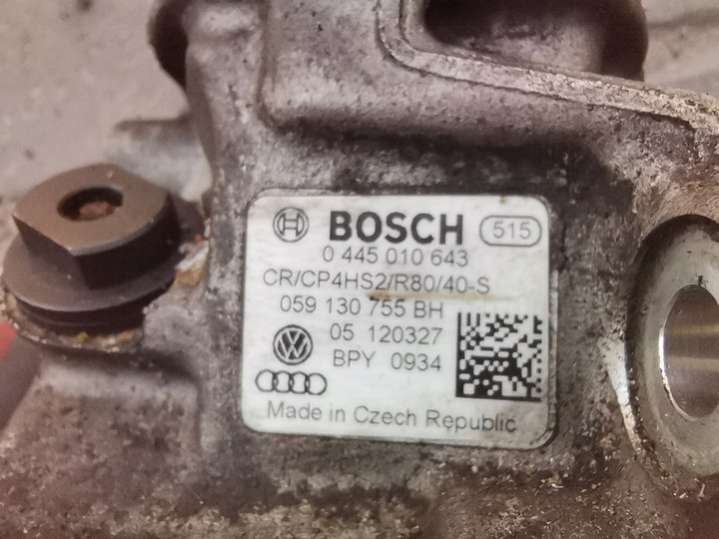 BOSCH 515
0 445 010 643
CR/CP4HS2/R80/40-S
059 130 755 BH
05 120327
BPY 0934
Made in Czech Republic